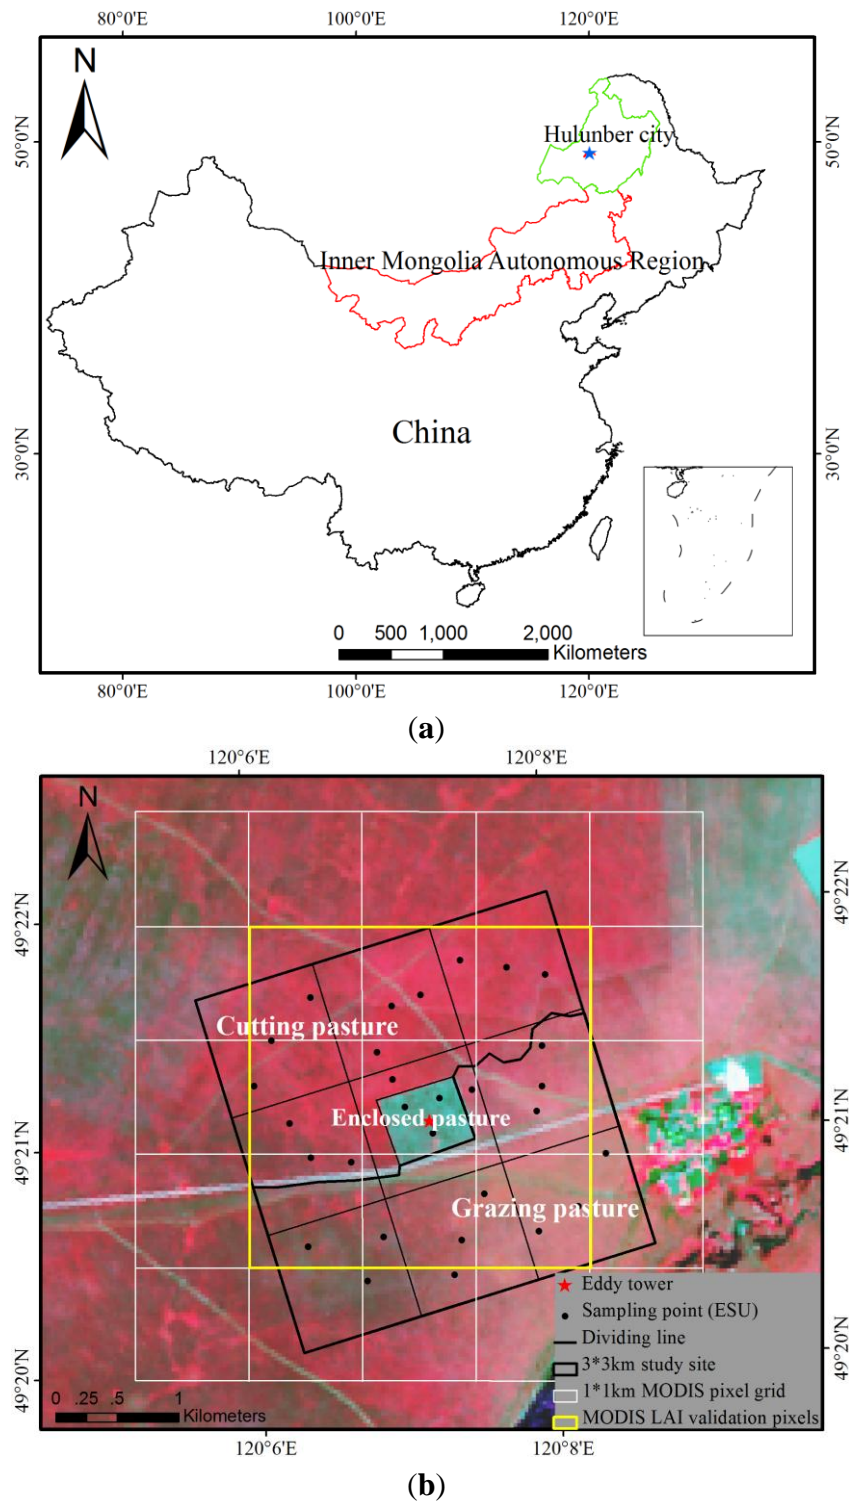 80°0'E 100°0'E 120°0'E
N
50°0'N 50°0'N
Hulunber city
Inner Mongolia Autonomous Region
China
30°0'N 30°0'N
0 500 1,000 2,000
Kilometers
80°0'E 100°0'E 120°0'E
(a)
120°6'E 120°8'E
N
49°22'N 49°22'N
Cutting pasture
Enclosed pasture
49°21'N 49°21'N
Grazing pasture
Eddy tower
Sampling point (ESU)
Dividing line
3*3km study site
1*1km MODIS pixel grid
MODIS LAI validation pixels
49°20'N 49°20'N
0 .25 .5 1
Kilometers
120°6'E 120°8'E
(b)